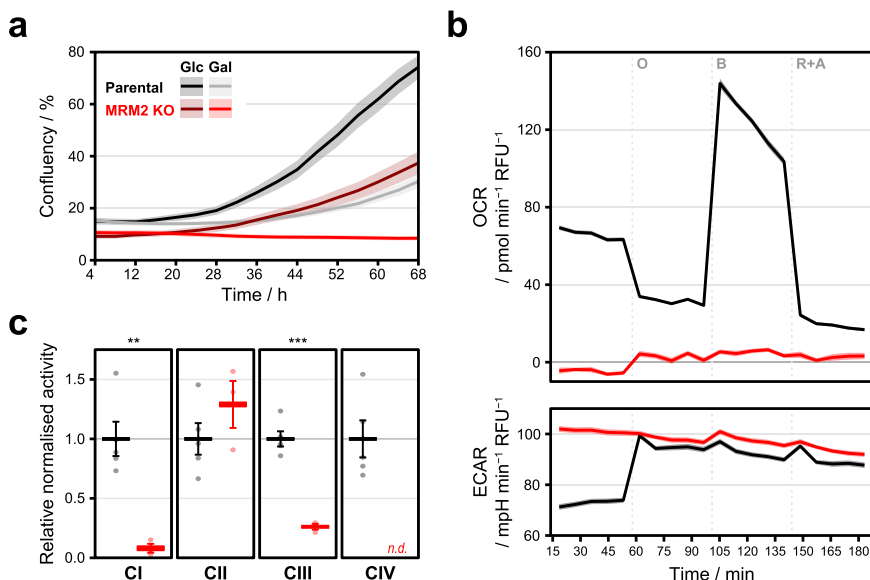 a
80
60
40
20
0
Confluency / %
Glc Gal
Parental
MRM2 KO
4 12 20 28 36 44 52 60 68
Time / h
b
160
120
80
40
0
OCR
/ pmol min⁻¹ RFU⁻¹
O B R+A
100
80
60
ECAR
/ mpH min⁻¹ RFU⁻¹
15 30 45 60 75 90 105 120 135 150 165 180
Time / min
c
Relative normalised activity
1.5
1.0
0.5
0.0
** ***
n.d.
CI CII CIII CIV